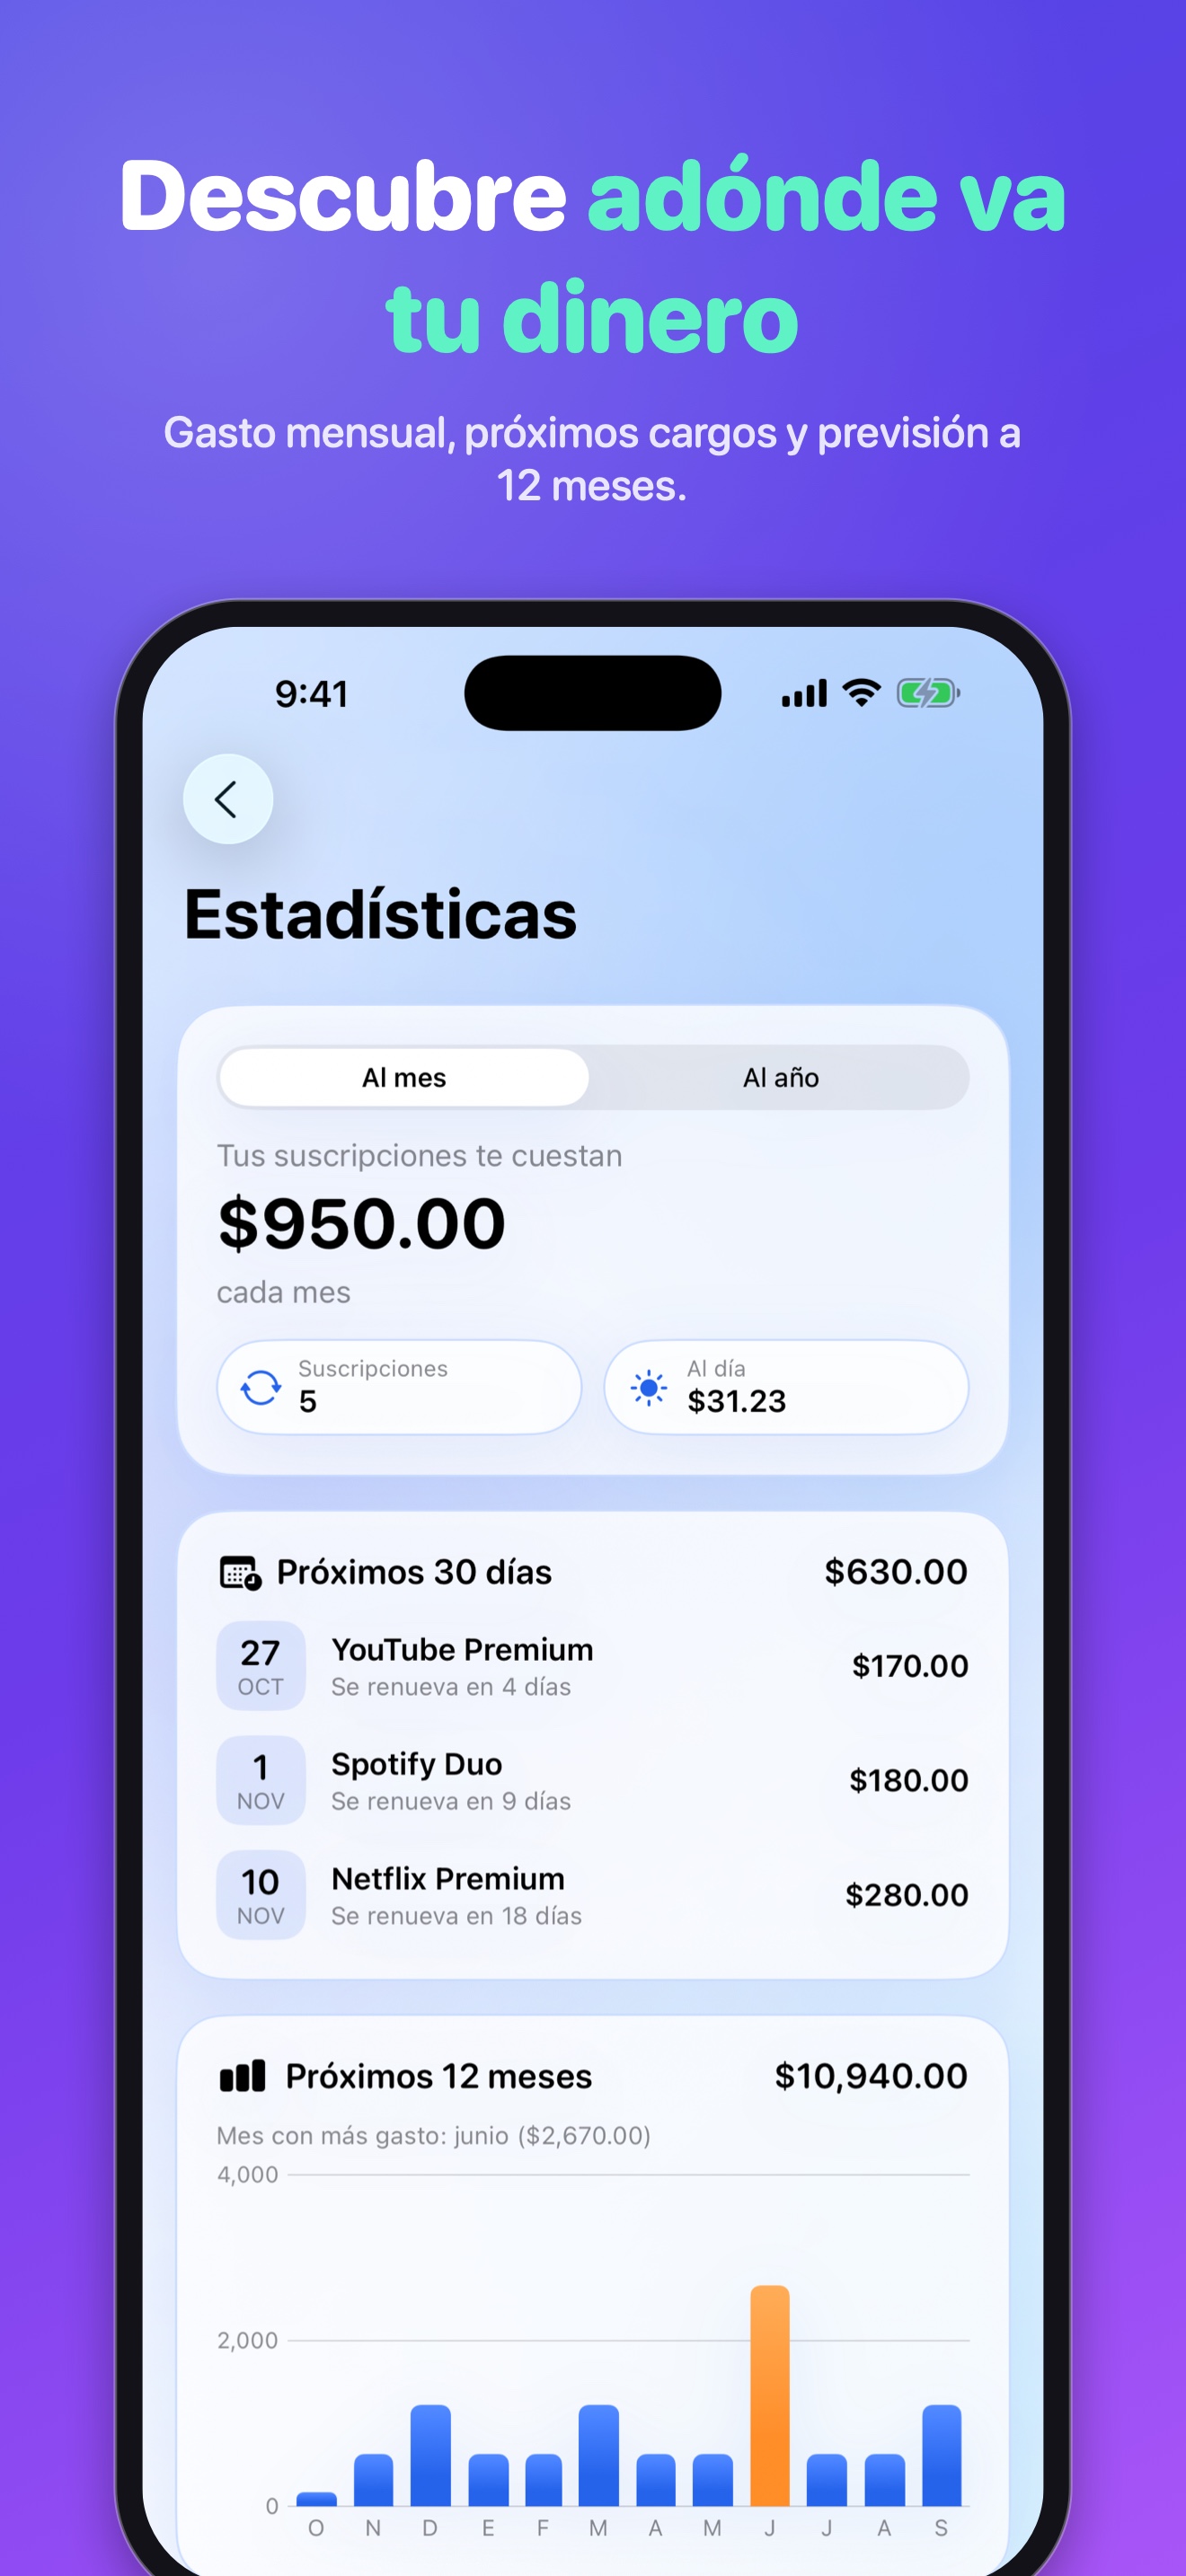 Descubre adónde va
tu dinero
Gasto mensual, próximos cargos y previsión a
12 meses.
9:41
Estadísticas
Al mes
Al año
Tus suscripciones te cuestan
$950.00
cada mes
Suscripciones
5
Al día
$31.23
Próximos 30 días
$630.00
27
OCT
YouTube Premium
Se renueva en 4 días
$170.00
1
NOV
Spotify Duo
Se renueva en 9 días
$180.00
10
NOV
Netflix Premium
Se renueva en 18 días
$280.00
Próximos 12 meses
$10,940.00
Mes con más gasto: junio ($2,670.00)
4,000
2,000
0
O N D E F M A M J J A S